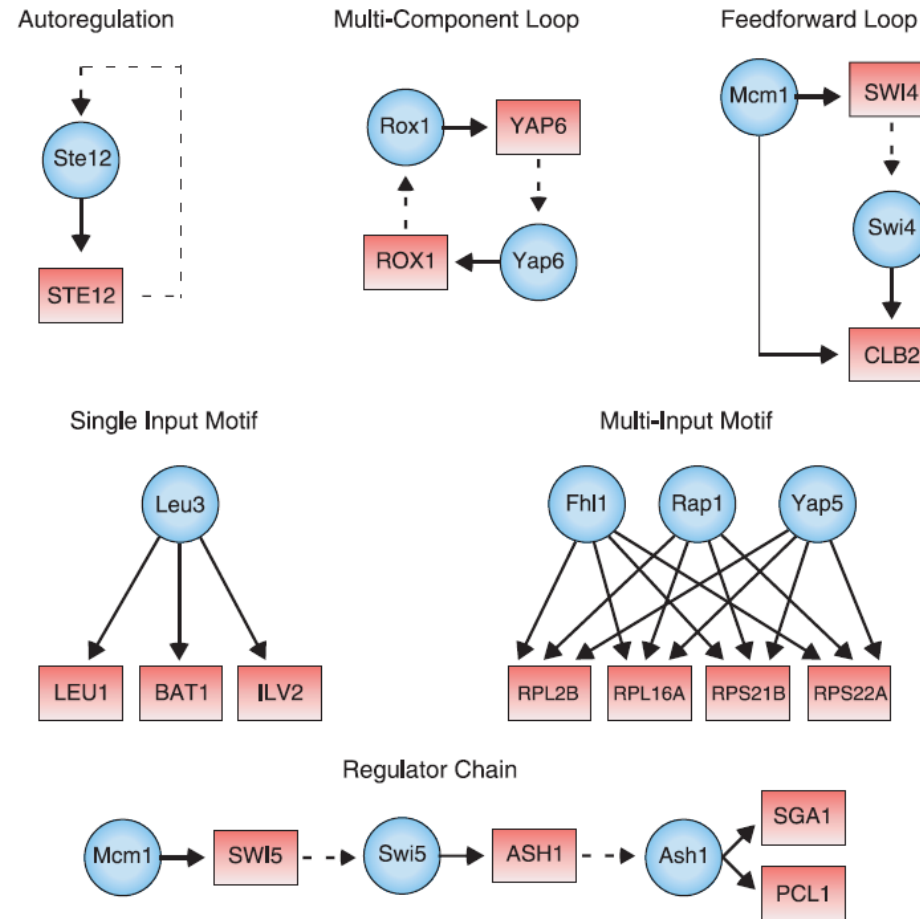 Autoregulation
Multi-Component Loop
Feedforward Loop
Ste12
STE12
Rox1
YAP6
ROX1
Yap6
Mcm1
SWI4
Swi4
CLB2
Single Input Motif
Multi-Input Motif
Leu3
LEU1
BAT1
ILV2
Fhl1
Rap1
Yap5
RPL2B
RPL16A
RPS21B
RPS22A
Regulator Chain
Mcm1
SWI5
Swi5
ASH1
Ash1
SGA1
PCL1